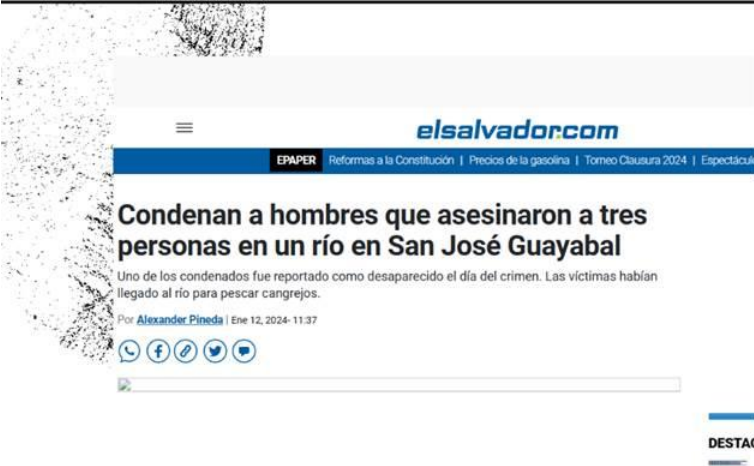 elsalvador.com
EPAPER Reformas a la Constitución | Precios de la gasolina | Torneo Clausura 2024 |
Condenan a hombres que asesinaron a tres
personas en un río en San José Guayabal
Uno de los condenados fue reportado como desaparecido el día del crimen. Las víctimas habían
llegado al río para pescar cangrejos.
Por Alexander Pineda | Ene 12, 2024- 11:37